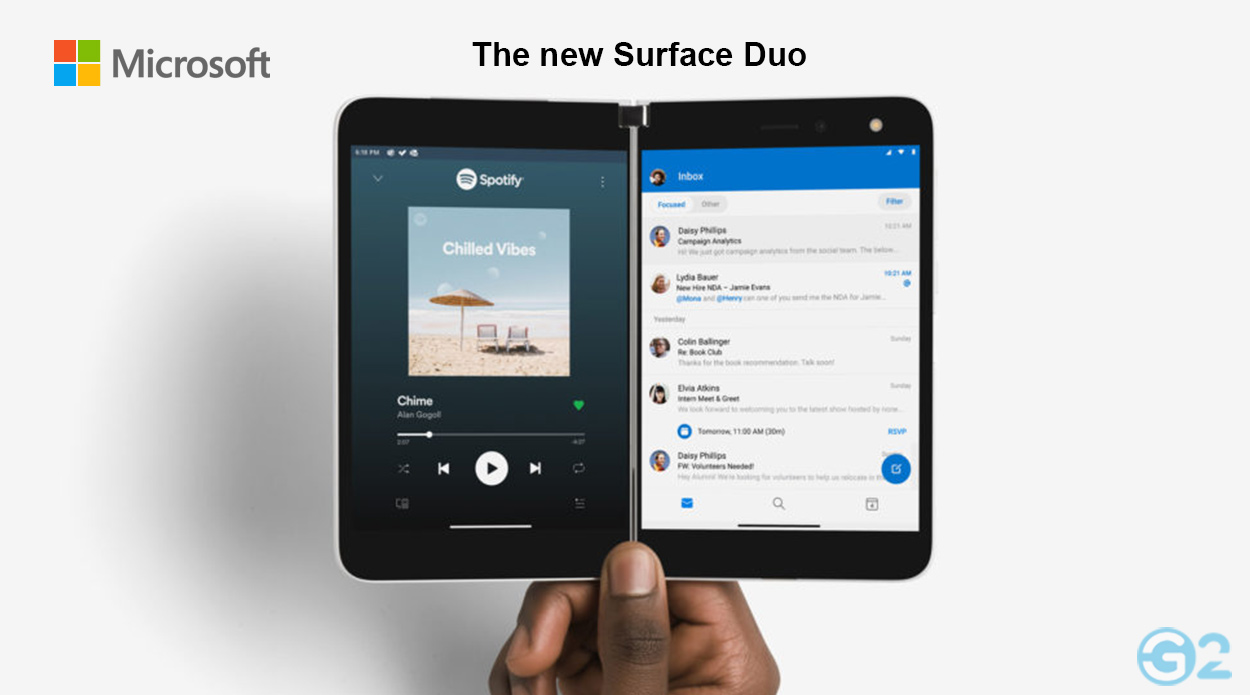 Microsoft
The new Surface Duo
6:10 PM
Spotify
Chilled Vibes
Chime
Alan Gogoll
2:07
-4:27
Inbox
Focused
Other
Filter
Daisy Phillips
10:21 AM
Campaign Analytics
Hi! We just got campaign analytics from the social team. The below...
Lydia Bauer
10:21 AM
New Hire NDA – Jamie Evans
@Mona and @Henry can one of you send me the NDA for Jamie...
Yesterday
Colin Ballinger
Sunday
Re: Book Club
Thanks for the book recommendation. Talk soon!
Elvia Atkins
Sunday
Intern Meet & Greet
We look forward to welcoming you to the latest show hosted by none...
Tomorrow, 11:00 AM (30m)
RSVP
Daisy Phillips
FW: Volunteers Needed!
Hey Alumni! We're looking for volunteers to help us relocate in
G2